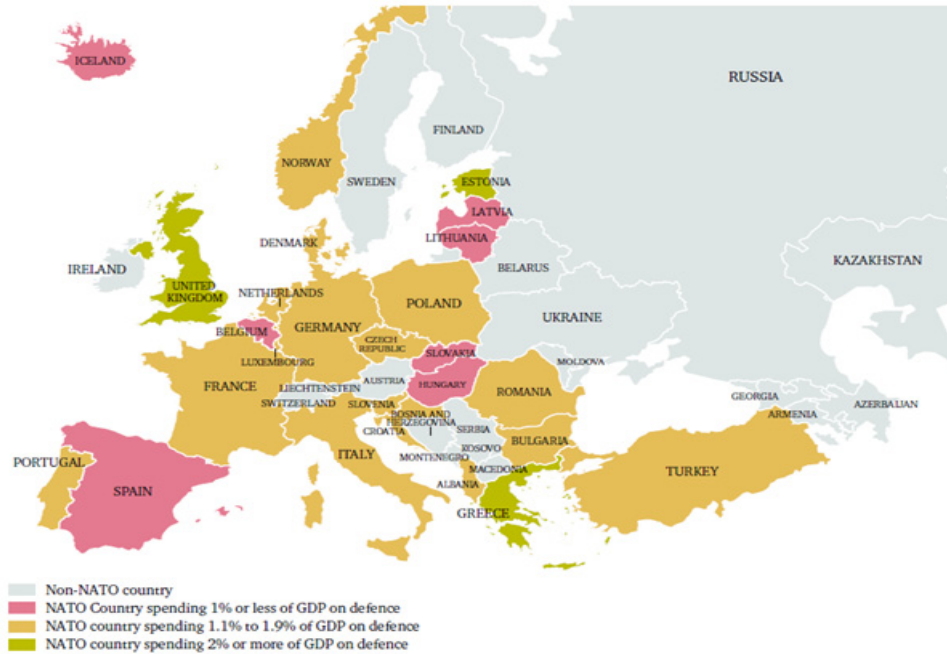 ICELAND
RUSSIA
FINLAND
NORWAY
SWEDEN
ESTONIA
LATVIA
LITHUANIA
DENMARK
IRELAND
UNITED
KINGDOM
BELARUS
KAZAKHSTAN
NETHERLANDS
POLAND
GERMANY
BELGIUM
UKRAINE
CZECH
REPUBLIC
LUXEMBOURG
SLOVAKIA
MOLDOVA
FRANCE
LIECHTENSTEIN
AUSTRIA
HUNGARY
SWITZERLAND
SLOVENIA
ROMANIA
GEORGIA
AZERBAIJAN
ARMENIA
BOSNIA AND
HERZEGOVINA
CROATIA
SERBIA
BULGARIA
KOSOVO
ITALY
MONTENEGRO
PORTUGAL
MACEDONIA
TURKEY
ALBANIA
SPAIN
GREECE
Non-NATO country
NATO Country spending 1% or less of GDP on defence
NATO country spending 1.1% to 1.9% of GDP on defence
NATO country spending 2% or more of GDP on defence